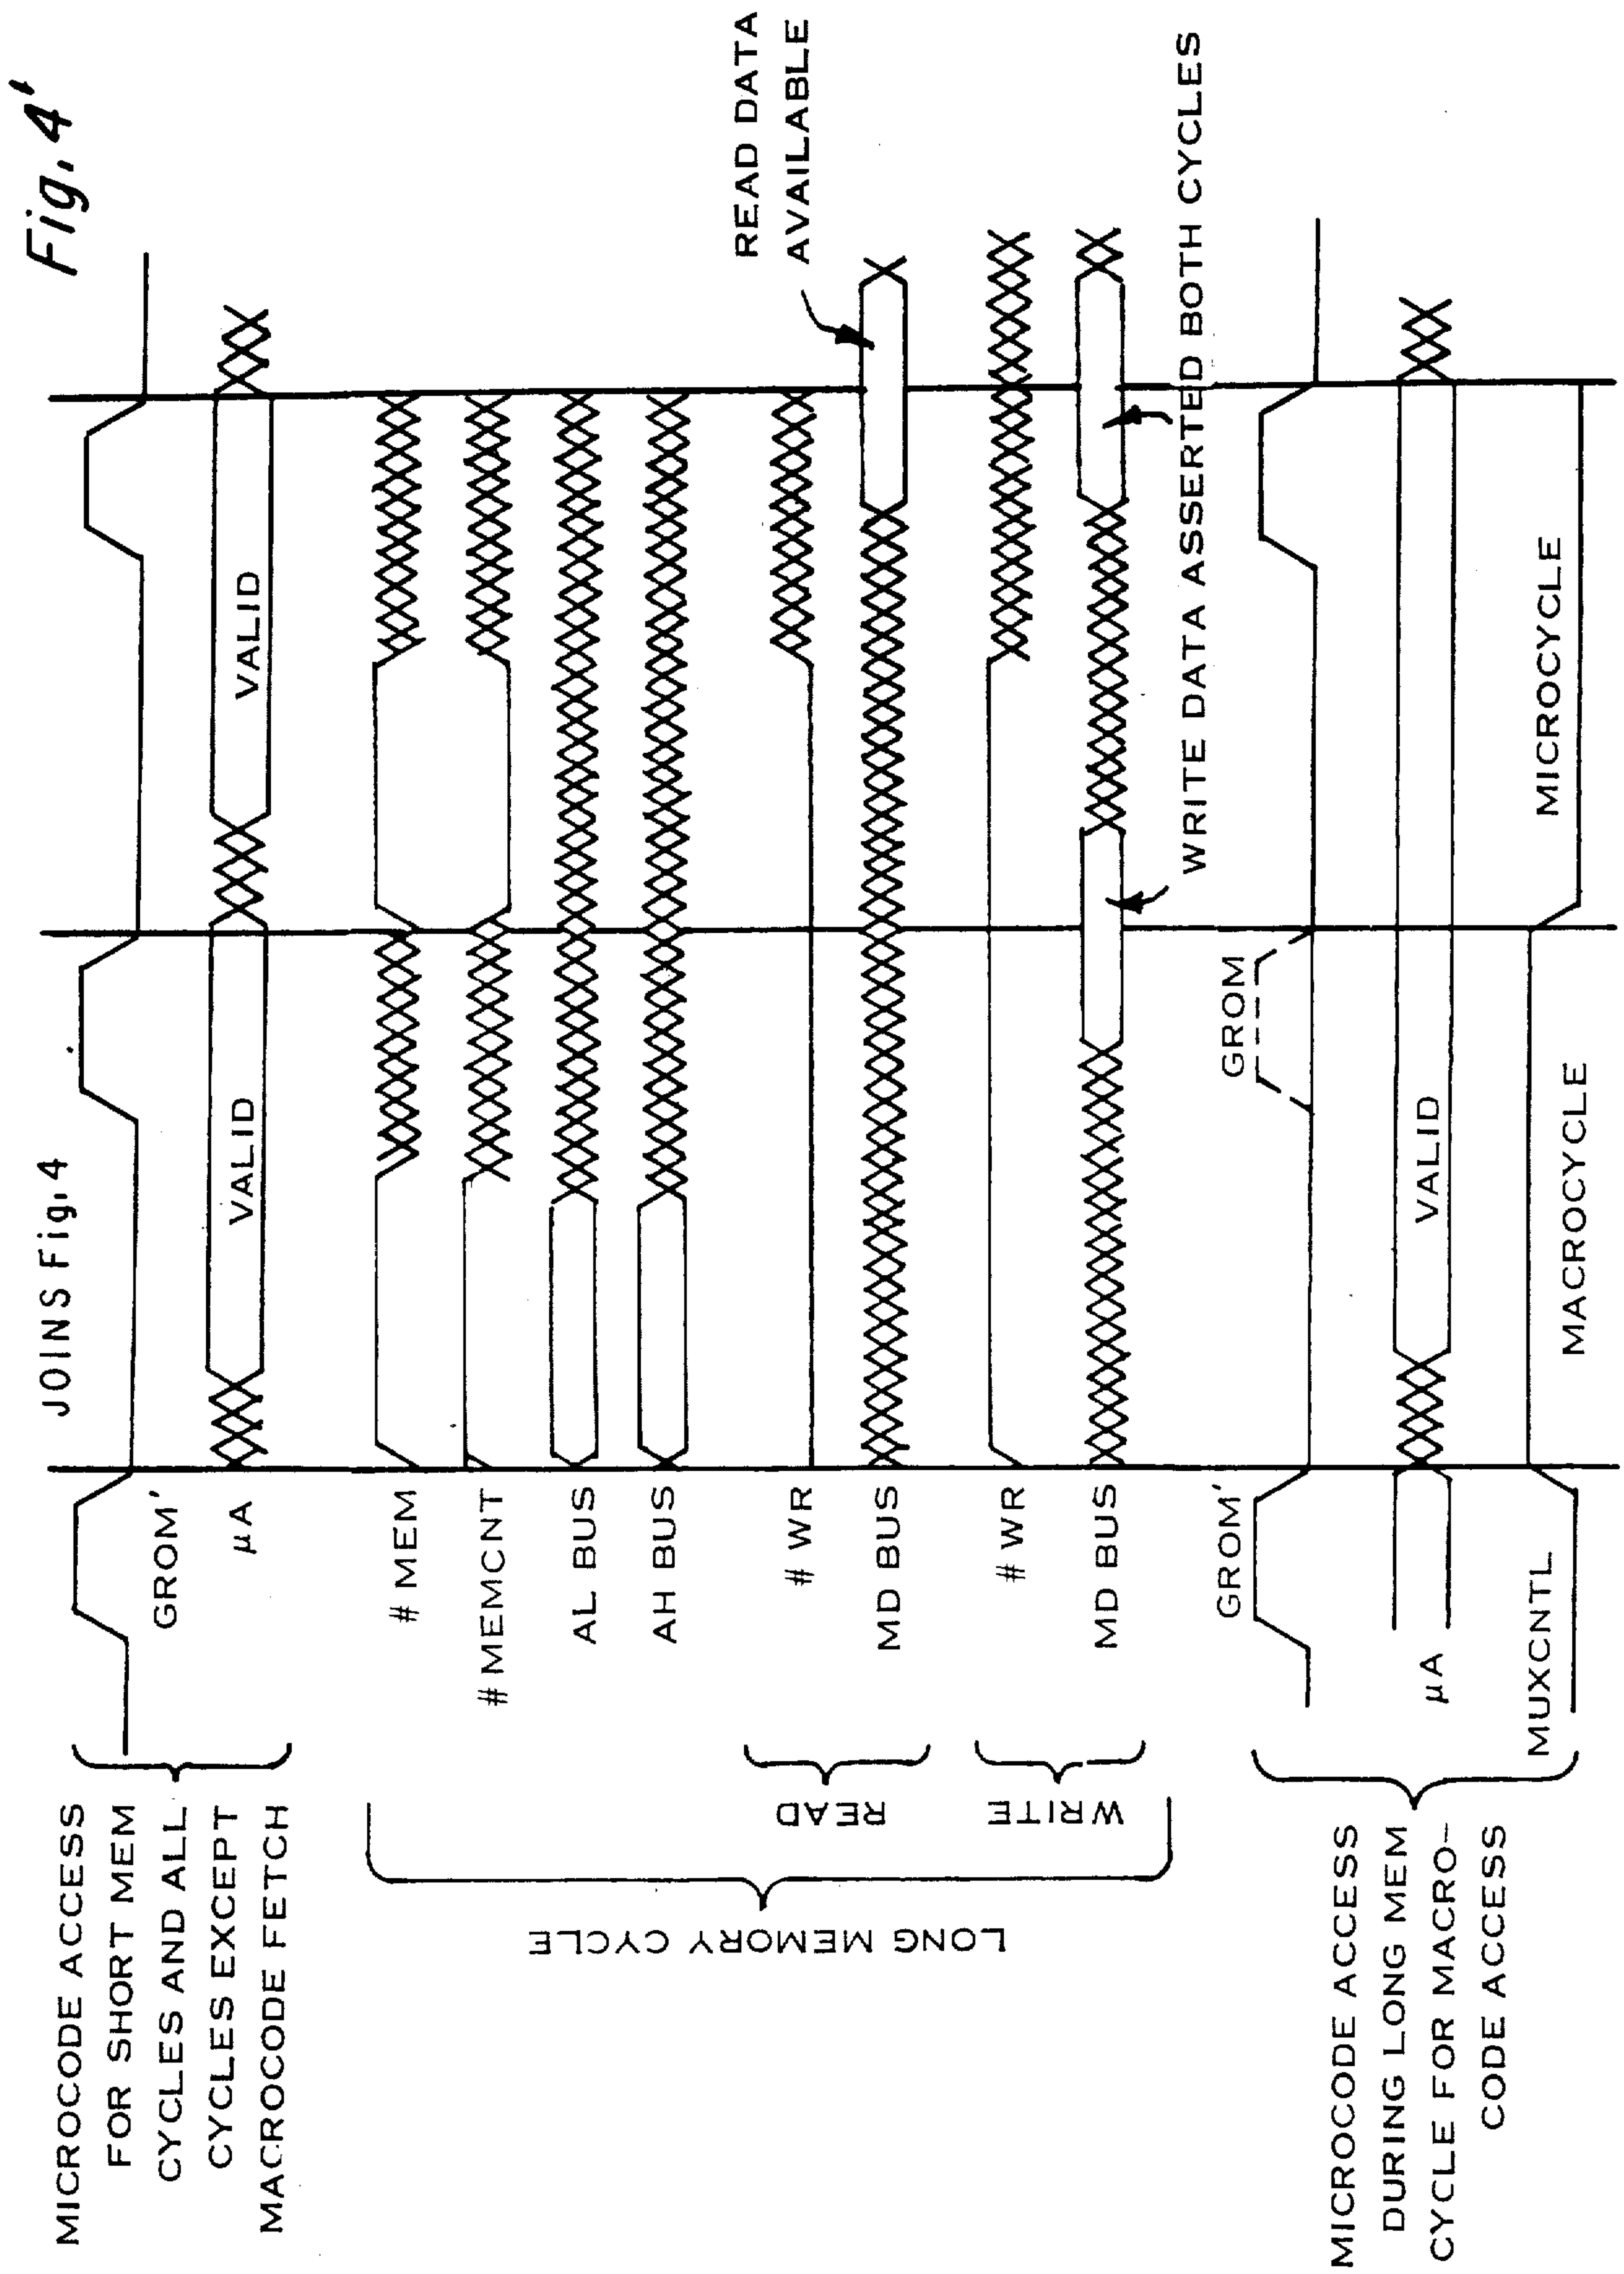 Fig. 4'
JOINS Fig. 4
MICROCODE ACCESS
FOR SHORT MEM
CYCLES AND ALL
CYCLES EXCEPT
MACROCODE FETCH
GROM'
μA
VALID
VALID
LONG MEMORY CYCLE
# MEM
# MEMCNT
AL BUS
AH BUS
READ
# WR
MD BUS
READ DATA
AVAILABLE
WRITE
# WR
MD BUS
WRITE DATA ASSERTED BOTH CYCLES
MICROCODE ACCESS
DURING LONG MEM
CYCLE FOR MACRO-
CODE ACCESS
GROM'
GROM
μA
VALID
MUXCNTL
MACROCYCLE
MICROCYCLE